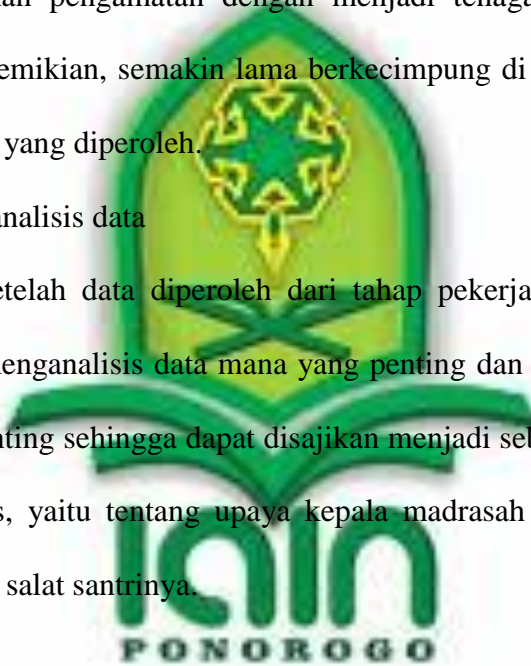 pengamatan dengan menjadi tenaga
emikian, semakin lama berkecimpung di
yang diperoleh.
nalisis data
etelah data diperoleh dari tahap pekerja
enganalisis data mana yang penting dan
nting sehingga dapat disajikan menjadi seb
s, yaitu tentang upaya kepala madrasah
salat santrinya.
iain
PONOROGO